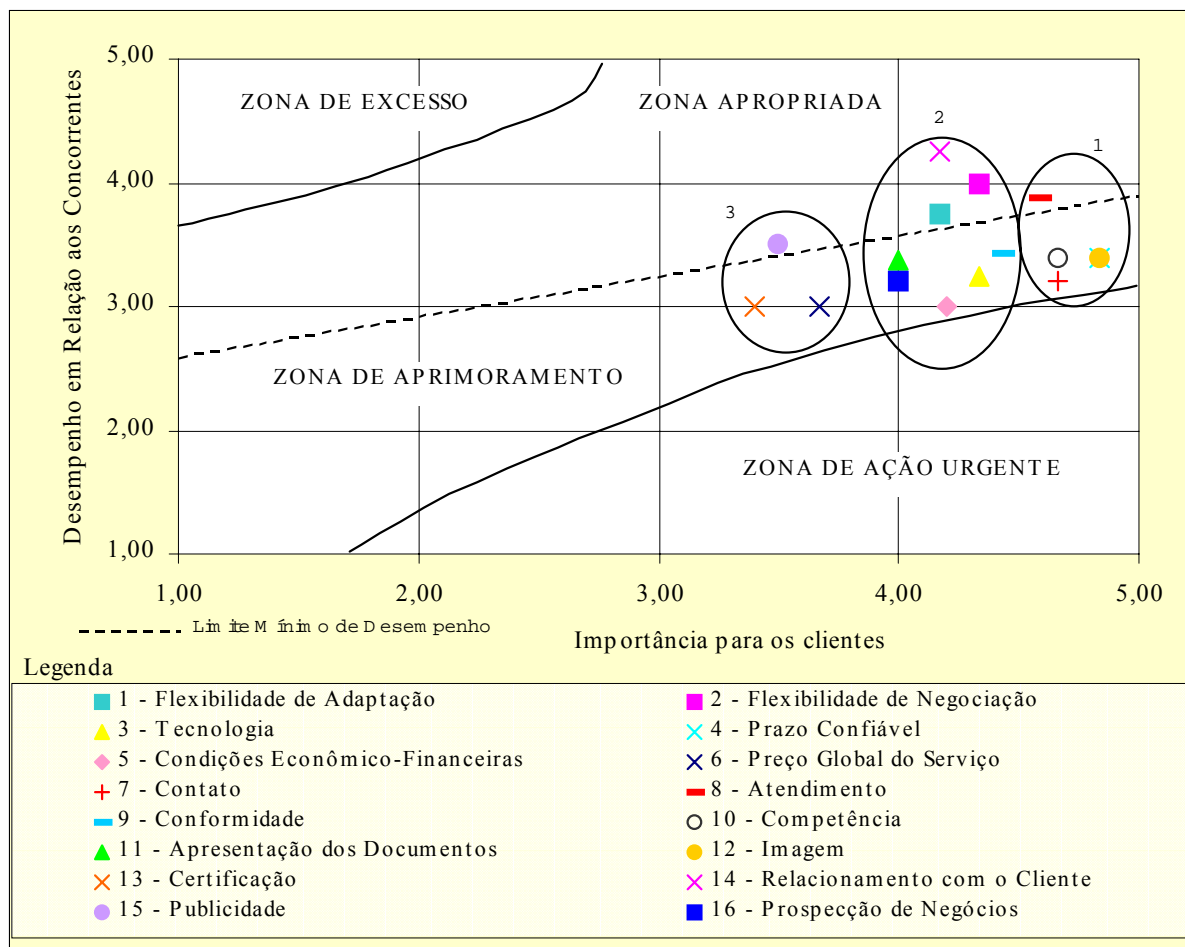 5,00
ZONA DE EXCESSO
ZONA APROPRIADA
2
1
4,00
3
3,00
ZONA DE APRIMORAMENTO
2,00
ZONA DE AÇÃO URGENTE
1,00
Desempenho em Relação aos Concorrentes
1,00 2,00 3,00 4,00 5,00
Limite Mínimo de Desempenho
Importância para os clientes
Legenda
1 - Flexibilidade de Adaptação
2 - Flexibilidade de Negociação
3 - Tecnologia
4 - Prazo Confiável
5 - Condições Econômico-Financeiras
6 - Preço Global do Serviço
7 - Contato
8 - Atendimento
9 - Conformidade
10 - Competência
11 - Apresentação dos Documentos
12 - Imagem
13 - Certificação
14 - Relacionamento com o Cliente
15 - Publicidade
16 - Prospecção de Negócios